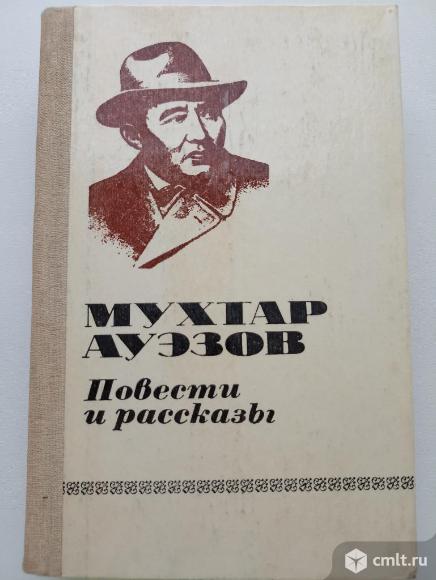 МУХТАР
АУЭЗОВ
Повести
и рассказы
cmlt.ru